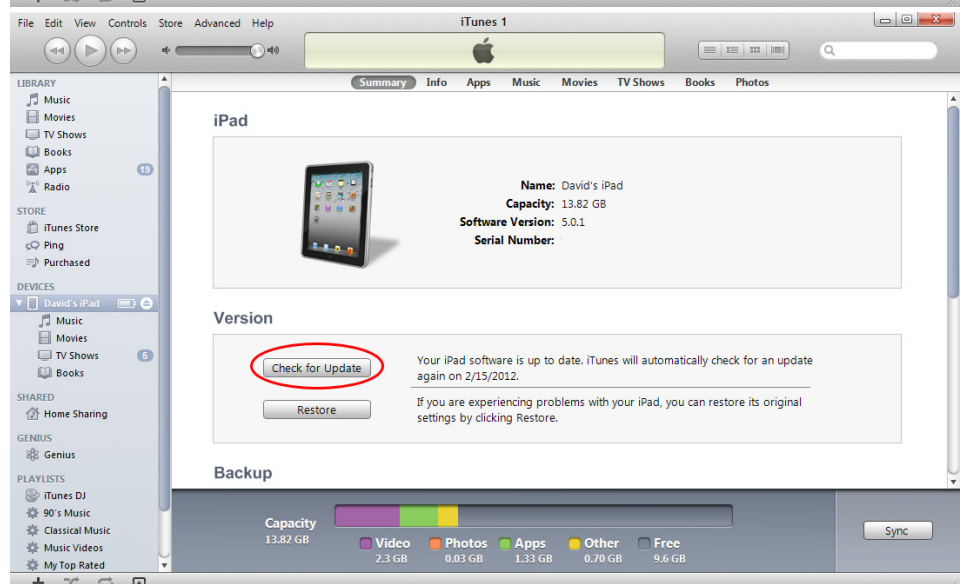 File Edit View Controls Store Advanced Help
iTunes 1
Summary Info Apps Music Movies TV Shows Books Photos
LIBRARY
Music
Movies
TV Shows
Books
Apps 19
Radio
STORE
iTunes Store
Ping
Purchased
DEVICES
David's iPad
Music
Movies
TV Shows 5
Books
SHARED
Home Sharing
GENIUS
Genius
PLAYLISTS
iTunes DJ
90's Music
Classical Music
Music Videos
My Top Rated
iPad
Name: David's iPad
Capacity: 13.82 GB
Software Version: 5.0.1
Serial Number:
Version
Check for Update
Your iPad software is up to date. iTunes will automatically check for an update
again on 2/15/2012.
Restore
If you are experiencing problems with your iPad, you can restore its original
settings by clicking Restore.
Backup
Capacity
13.82 GB
Video Photos Apps Other Free
2.3 GB 0.03 GB 1.33 GB 0.70 GB 9.6 GB
Sync